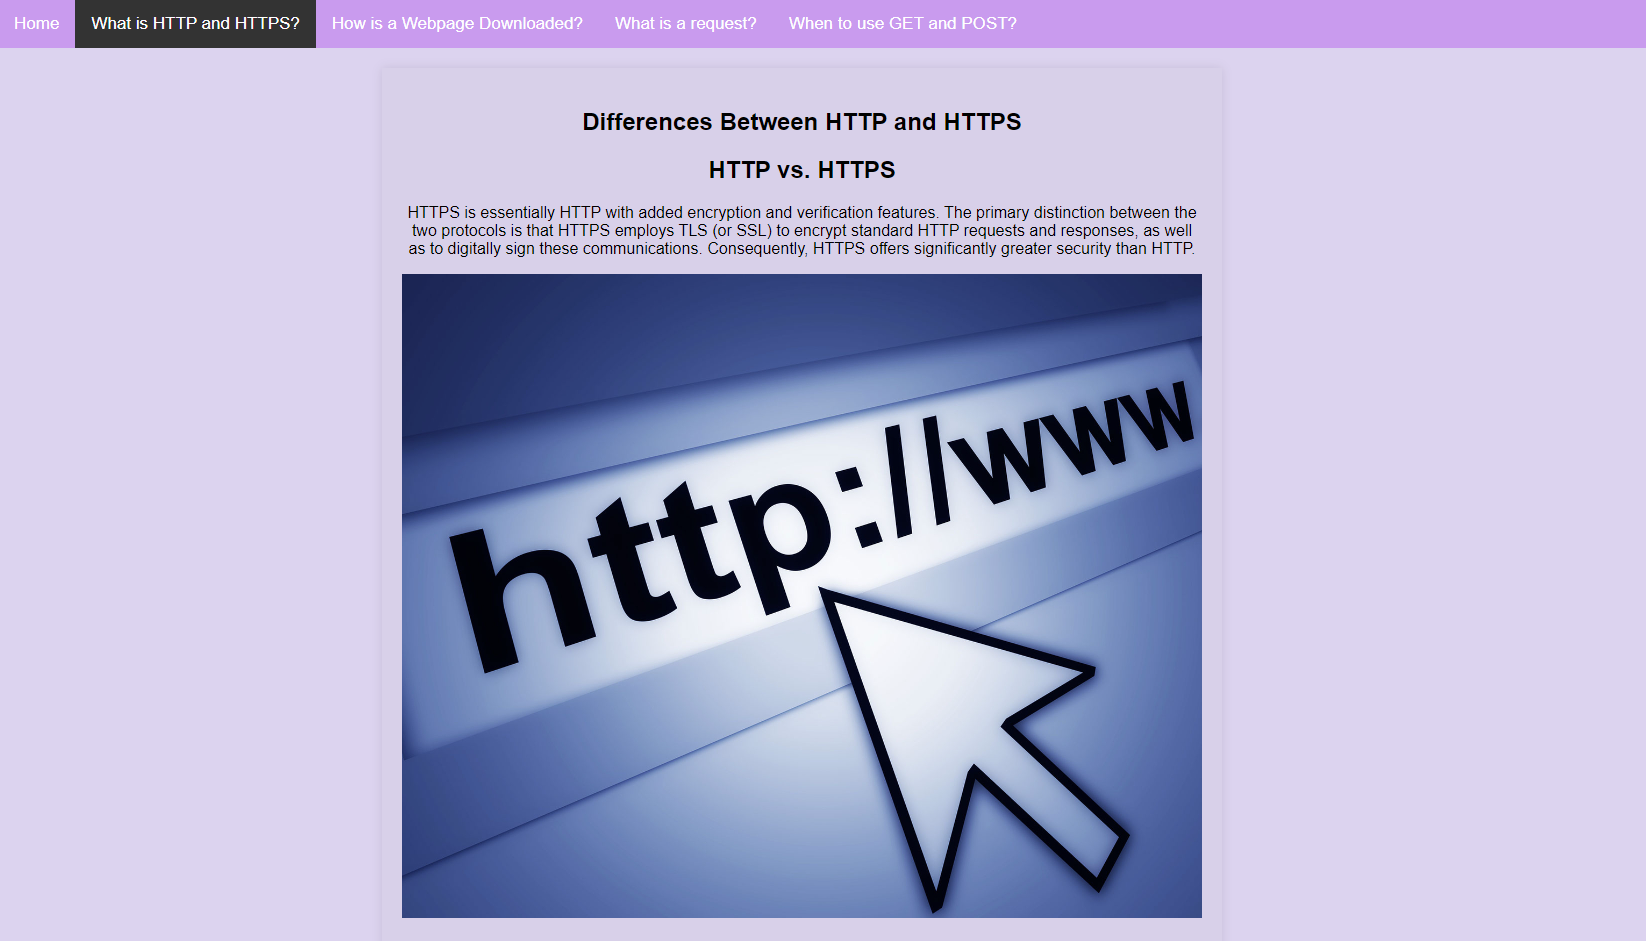 Home What is HTTP and HTTPS? How is a Webpage Downloaded? What is a request? When to use GET and POST?
Differences Between HTTP and HTTPS
HTTP vs. HTTPS
HTTPS is essentially HTTP with added encryption and verification features. The primary distinction between the
two protocols is that HTTPS employs TLS (or SSL) to encrypt standard HTTP requests and responses, as well
as to digitally sign these communications. Consequently, HTTPS offers significantly greater security than HTTP.
http://www